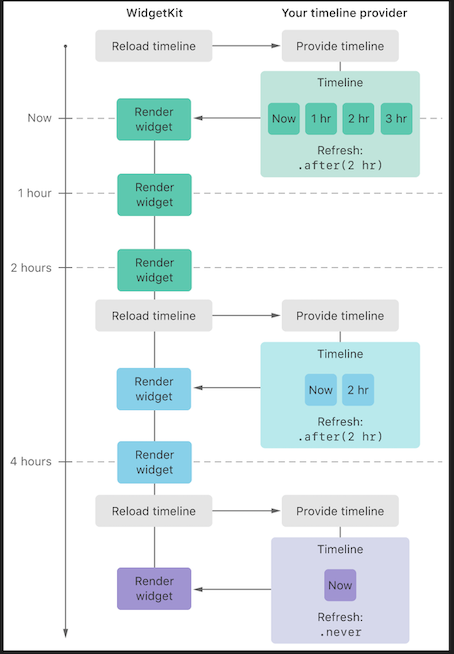 WidgetKit
Your timeline provider
Reload timeline
Provide timeline
Timeline
Now
Render
widget
Now
1 hr
2 hr
3 hr
Refresh:
.after(2 hr)
1 hour
Render
widget
2 hours
Render
widget
Reload timeline
Provide timeline
Timeline
Render
widget
Now
2 hr
Refresh:
.after(2 hr)
4 hours
Render
widget
Reload timeline
Provide timeline
Timeline
Render
widget
Now
Refresh:
.never